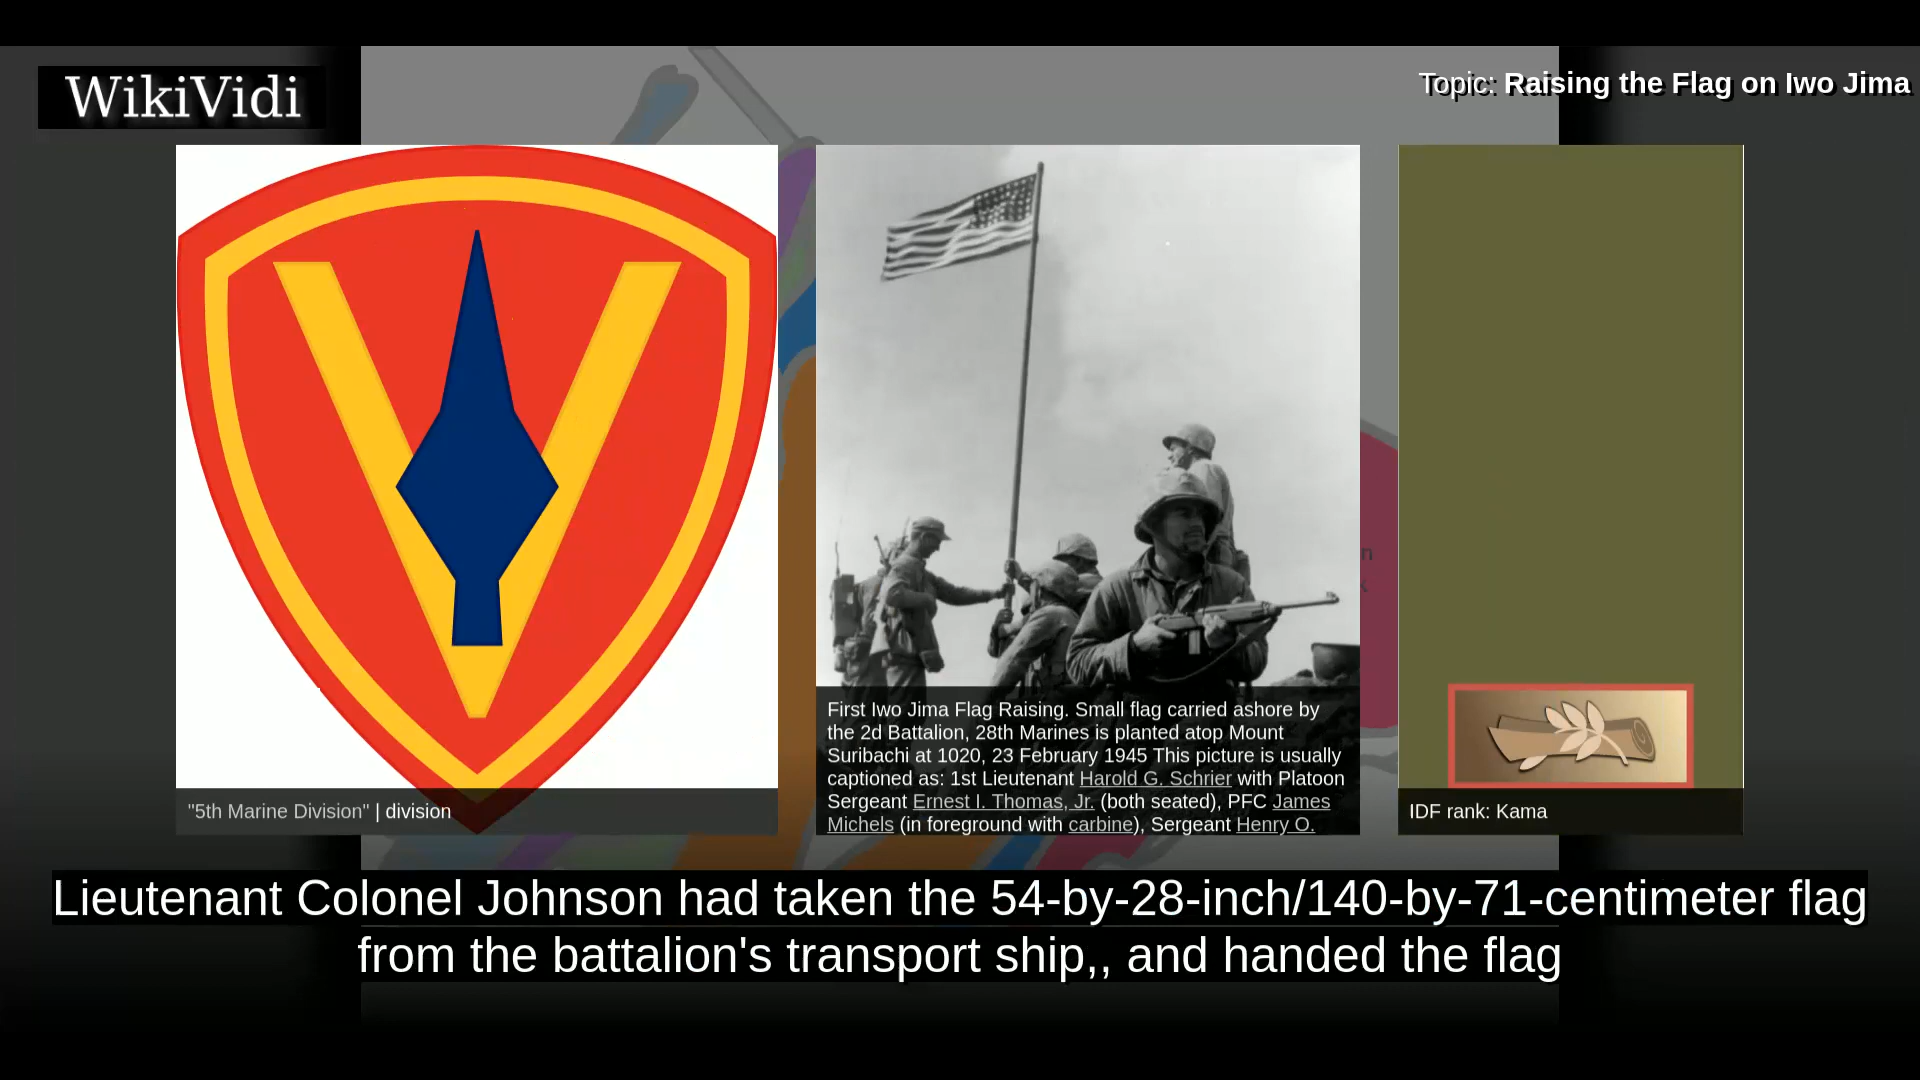 WikiVidi
Topic: Raising the Flag on Iwo Jima
"5th Marine Division" | division
First Iwo Jima Flag Raising. Small flag carried ashore by
the 2d Battalion, 28th Marines is planted atop Mount
Suribachi at 1020, 23 February 1945 This picture is usually
captioned as: 1st Lieutenant Harold G. Schrier with Platoon
Sergeant Ernest I. Thomas, Jr. (both seated), PFC James
Michels (in foreground with carbine), Sergeant Henry O.
IDF rank: Kama
Lieutenant Colonel Johnson had taken the 54-by-28-inch/140-by-71-centimeter flag
from the battalion's transport ship,, and handed the flag